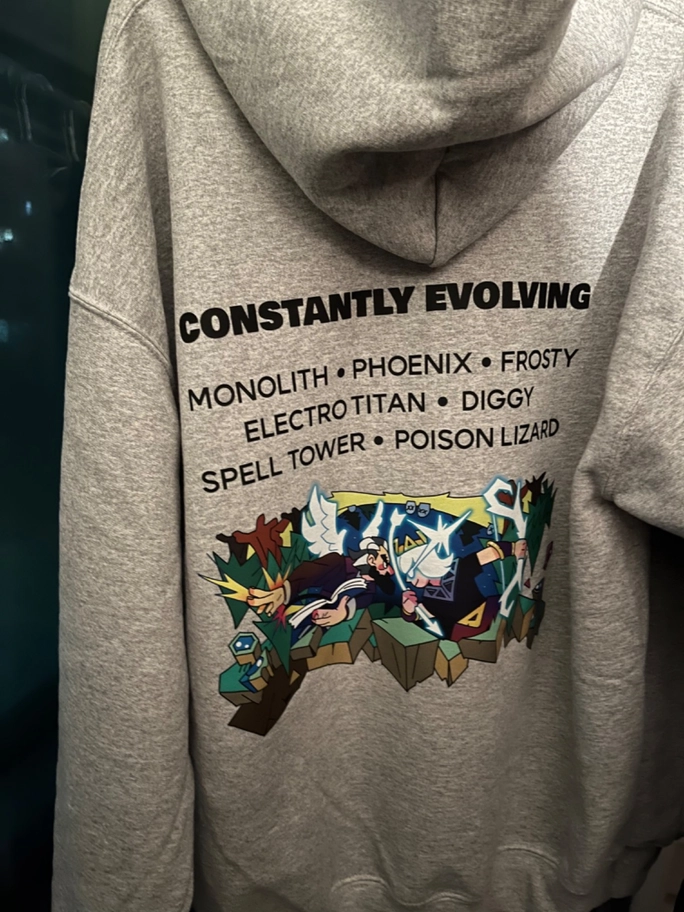 CONSTANTLY EVOLVING
MONOLITH • PHOENIX • FROSTY
ELECTRO TITAN • DIGGY
SPELL TOWER • POISON LIZARD